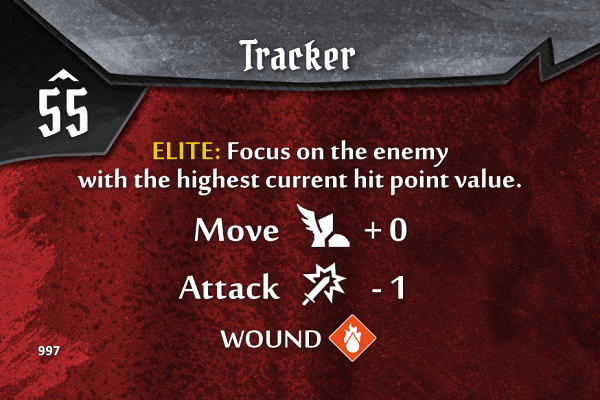 Tracker
55
ELITE: Focus on the enemy
with the highest current hit point value.
Move + 0
Attack - 1
WOUND
997